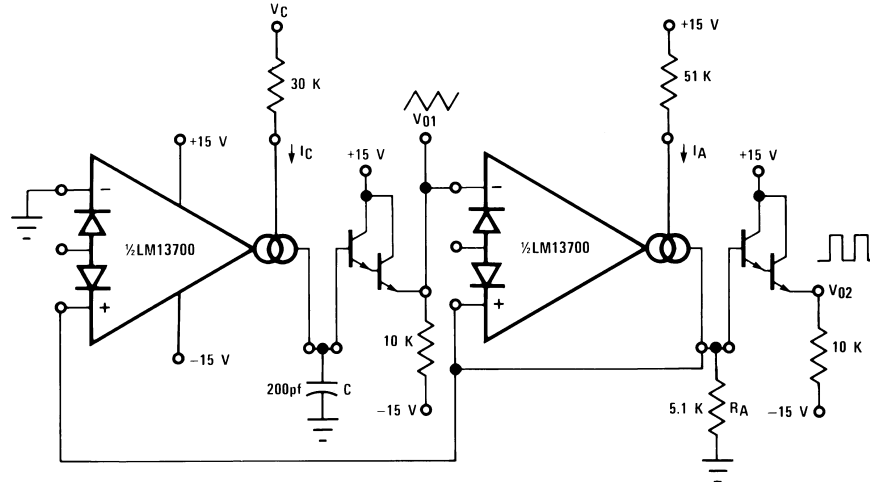 VC
30 K
IC
+15 V
-
½LM13700
+
-15 V
200pf
C
+15 V
V01
10 K
-15 V
+15 V
51 K
IA
-
½LM13700
+
+15 V
V02
10 K
-15 V
5.1 K
RA